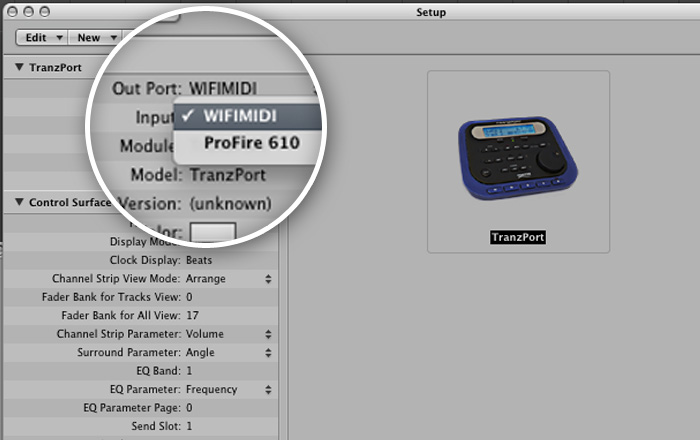 Setup
Edit New
TranzPort
Out Port: WIFIMIDI
Input
✓ WIFIMIDI
Module
ProFire 610
Model: TranzPort
Version: (unknown)
lor:
Control Surface
Display Mod
Clock Display: Beats
Channel Strip View Mode: Arrange
Fader Bank for Tracks View: 0
Fader Bank for All View: 17
Channel Strip Parameter: Volume
Surround Parameter: Angle
EQ Band: 1
EQ Parameter: Frequency
EQ Parameter Page: 0
Send Slot: 1
TranzPort